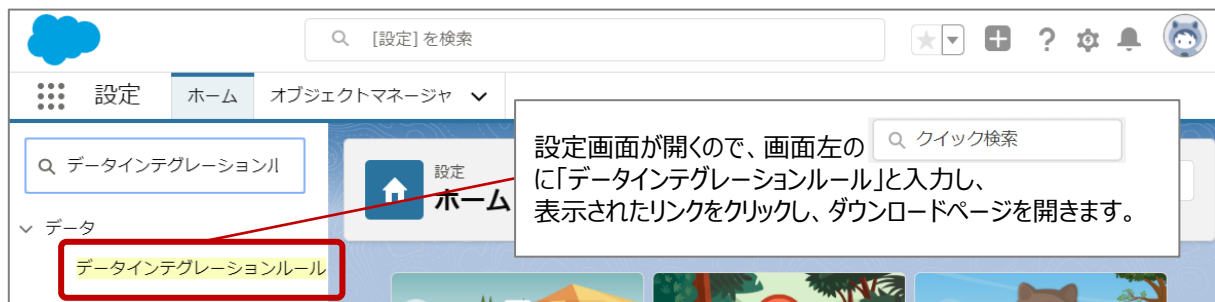 [設定] を検索
設定
ホーム
オブジェクトマネージャ
データインテグレーションル
設定
ホーム
設定画面が開くので、画面左の クイック検索
に「データインテグレーションルール」と入力し、
表示されたリンクをクリックし、ダウンロードページを開きます。
データ
データインテグレーションルール